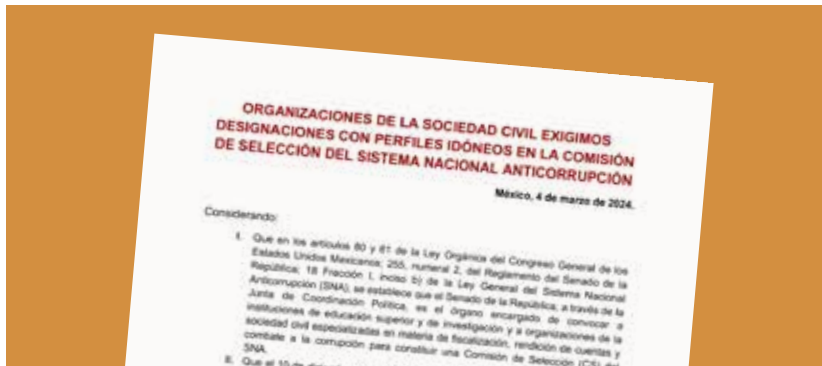 ORGANIZACIONES DE LA SOCIEDAD CIVIL EXIGIMOS
DESIGNACIONES CON PERFILES IDÓNEOS EN LA COMISIÓN
DE SELECCIÓN DEL SISTEMA NACIONAL ANTICORRUPCIÓN
México, 4 de marzo de 2024.
Considerando:
I. Que en los artículos 80 y 81 de la Ley Orgánica del Congreso General de los
Estados Unidos Mexicanos; 255, numeral 2, del Reglamento del Senado de la
República; 18 Fracción I, inciso b) de la Ley General del Sistema Nacional
Anticorrupción (SNA), se establece que el Senado de la República, a través de la
Junta de Coordinación Política, es el órgano encargado de convocar a
instituciones de educación superior y de investigación y a organizaciones de la
sociedad civil especializadas en materia de fiscalización, rendición de cuentas y
combate a la corrupción para constituir una Comisión de Selección (CS) del
SNA.
II. Que el 10 de